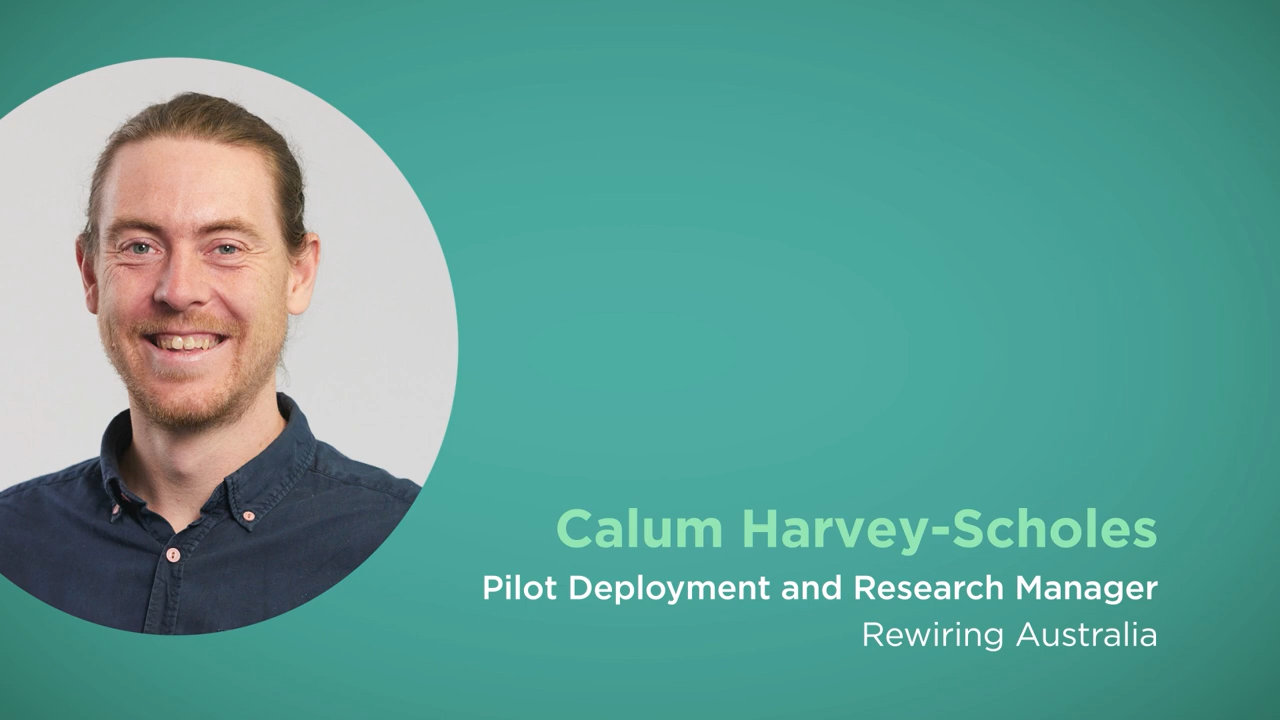 Calum Harvey-Scholes
Pilot Deployment and Research Manager
Rewiring Australia